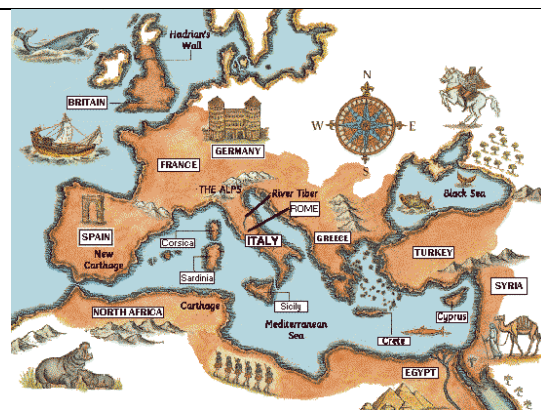 Hadrian's
Wall
BRITAIN
N
W
E
S
GERMANY
FRANCE
THE ALPS
River Tiber
ROME
Black Sea
SPAIN
Corsica
ITALY
GREECE
TURKEY
New
Carthage
Sardinia
SYRIA
NORTH AFRICA
Carthage
Sicily
Cyprus
Mediterranean
Sea
Crete
EGYPT